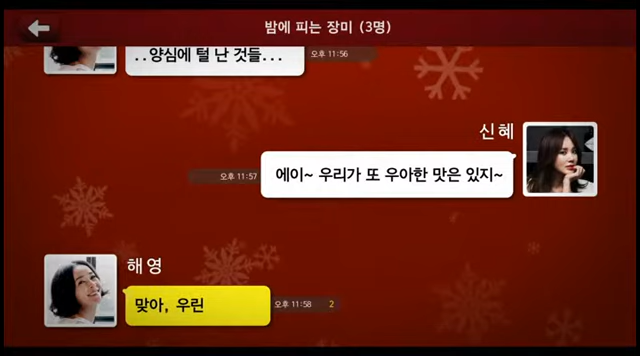 밤에 피는 장미 (3명)
..양심에 털 난 것들...
오후 11:56
신혜
오후 11:57
에이~ 우리가 또 우아한 맛은 있지~
해영
맞아, 우린
오후 11:58 2